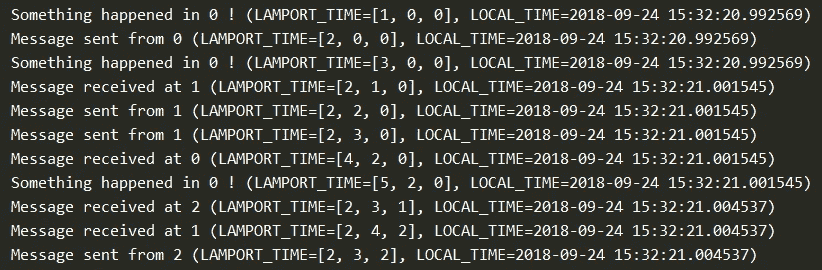 Something happened in 0 ! (LAMPORT_TIME=[1, 0, 0], LOCAL_TIME=2018-09-24 15:32:20.992569)
Message sent from 0 (LAMPORT_TIME=[2, 0, 0], LOCAL_TIME=2018-09-24 15:32:20.992569)
Something happened in 0 ! (LAMPORT_TIME=[3, 0, 0], LOCAL_TIME=2018-09-24 15:32:20.992569)
Message received at 1 (LAMPORT_TIME=[2, 1, 0], LOCAL_TIME=2018-09-24 15:32:21.001545)
Message sent from 1 (LAMPORT_TIME=[2, 2, 0], LOCAL_TIME=2018-09-24 15:32:21.001545)
Message sent from 1 (LAMPORT_TIME=[2, 3, 0], LOCAL_TIME=2018-09-24 15:32:21.001545)
Message received at 0 (LAMPORT_TIME=[4, 2, 0], LOCAL_TIME=2018-09-24 15:32:21.001545)
Something happened in 0 ! (LAMPORT_TIME=[5, 2, 0], LOCAL_TIME=2018-09-24 15:32:21.001545)
Message received at 2 (LAMPORT_TIME=[2, 3, 1], LOCAL_TIME=2018-09-24 15:32:21.004537)
Message received at 1 (LAMPORT_TIME=[2, 4, 2], LOCAL_TIME=2018-09-24 15:32:21.004537)
Message sent from 2 (LAMPORT_TIME=[2, 3, 2], LOCAL_TIME=2018-09-24 15:32:21.004537)